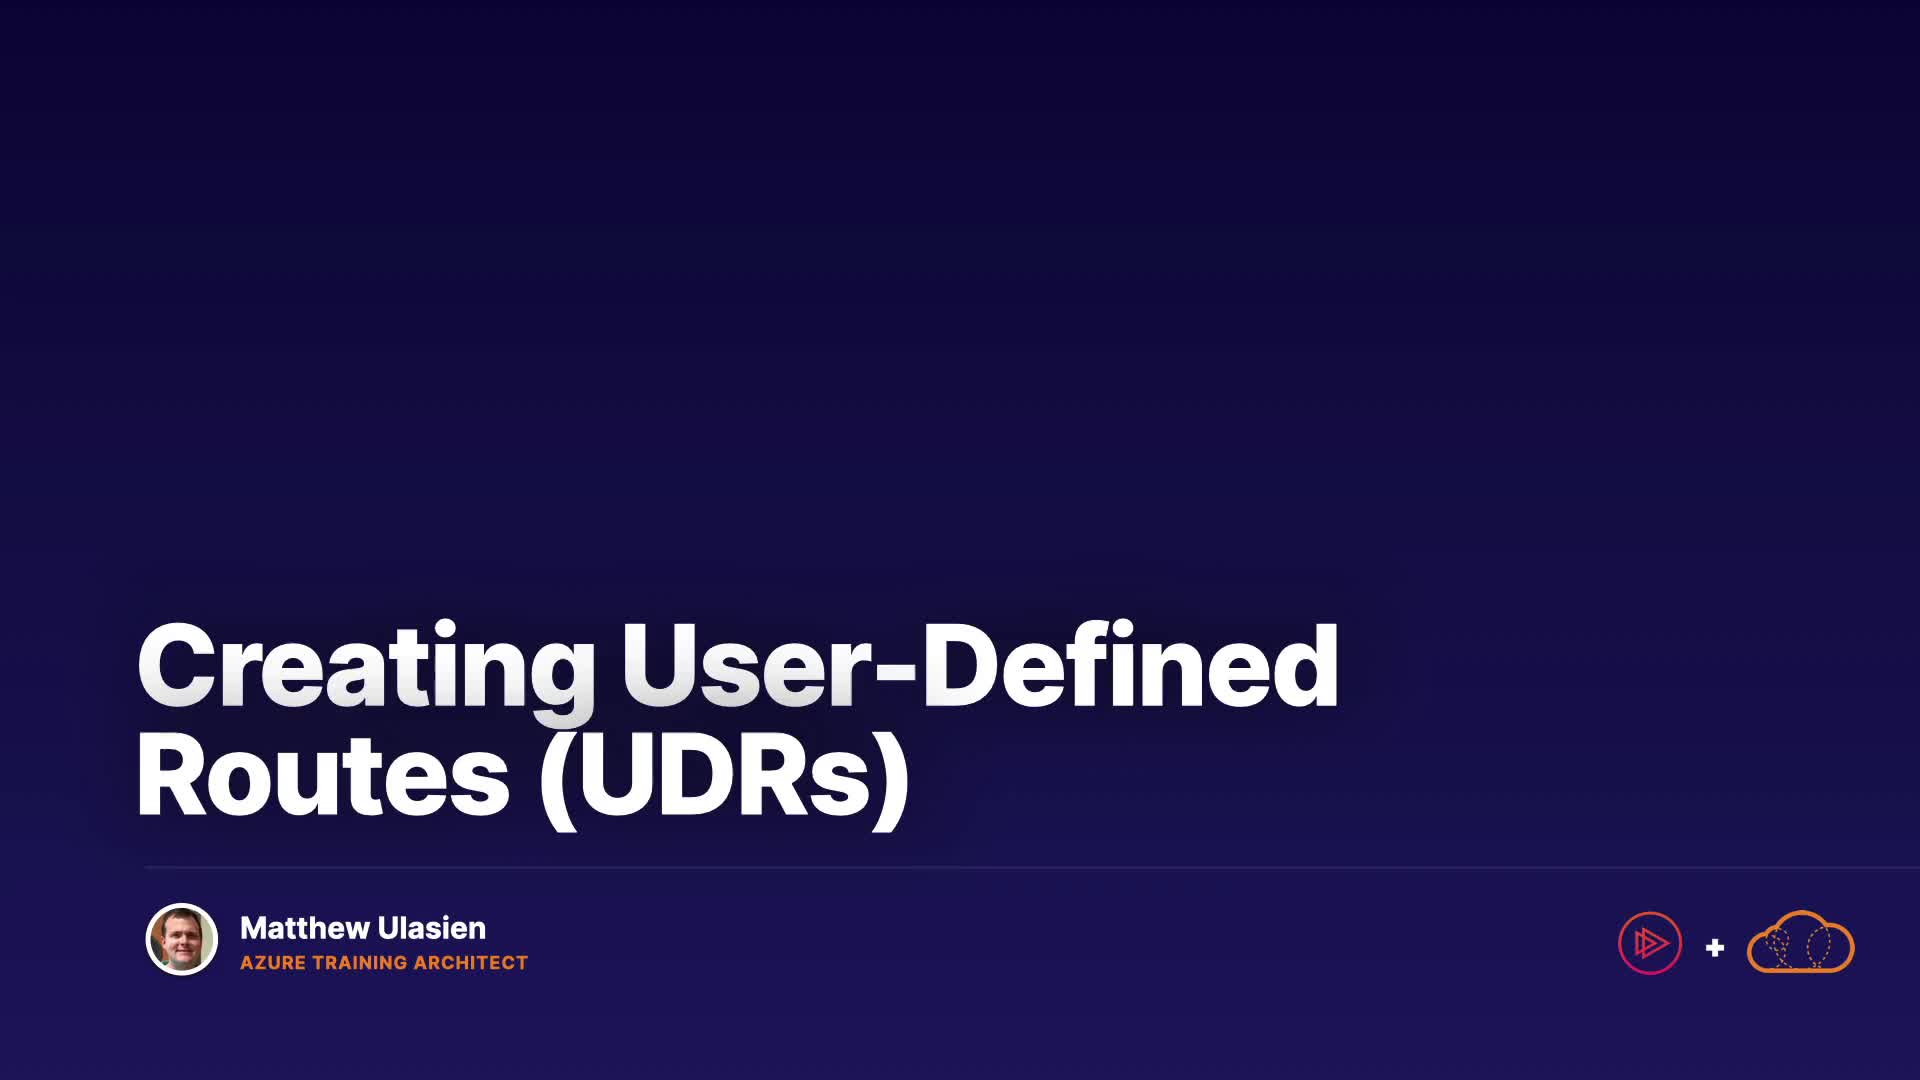 Creating User-Defined
Routes (UDRs)
Matthew Ulasien
AZURE TRAINING ARCHITECT
+